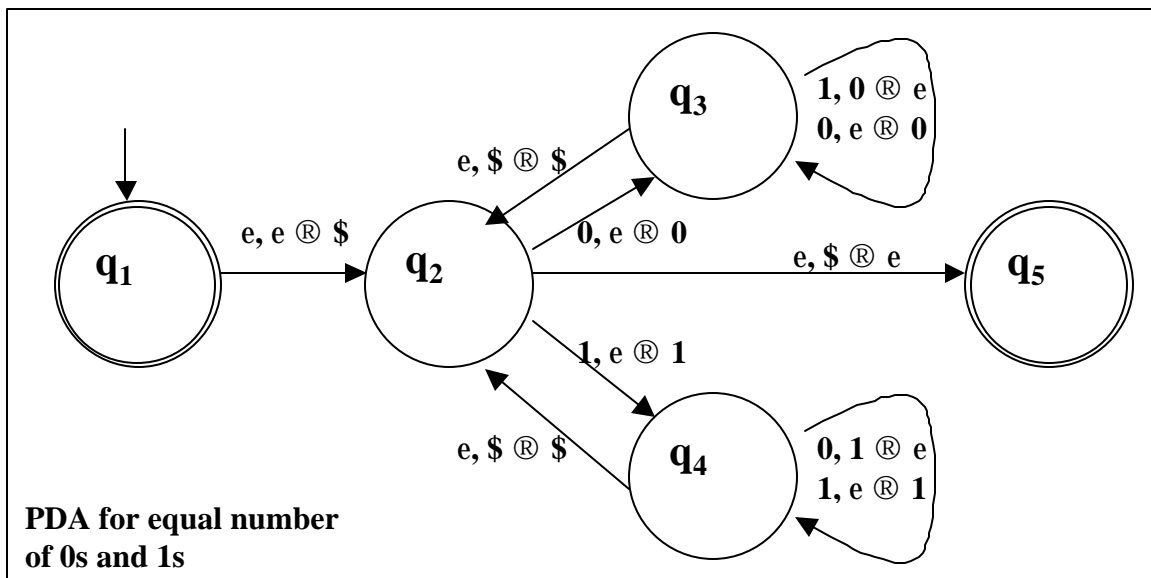 q₃
1, 0 ® e
0, e ® 0
e, $ ® $
0, e ® 0
q₁
e, e ® $
q₂
e, $ ® e
q₅
1, e ® 1
e, $ ® $
q₄
0, 1 ® e
1, e ® 1
PDA for equal number
of 0s and 1s